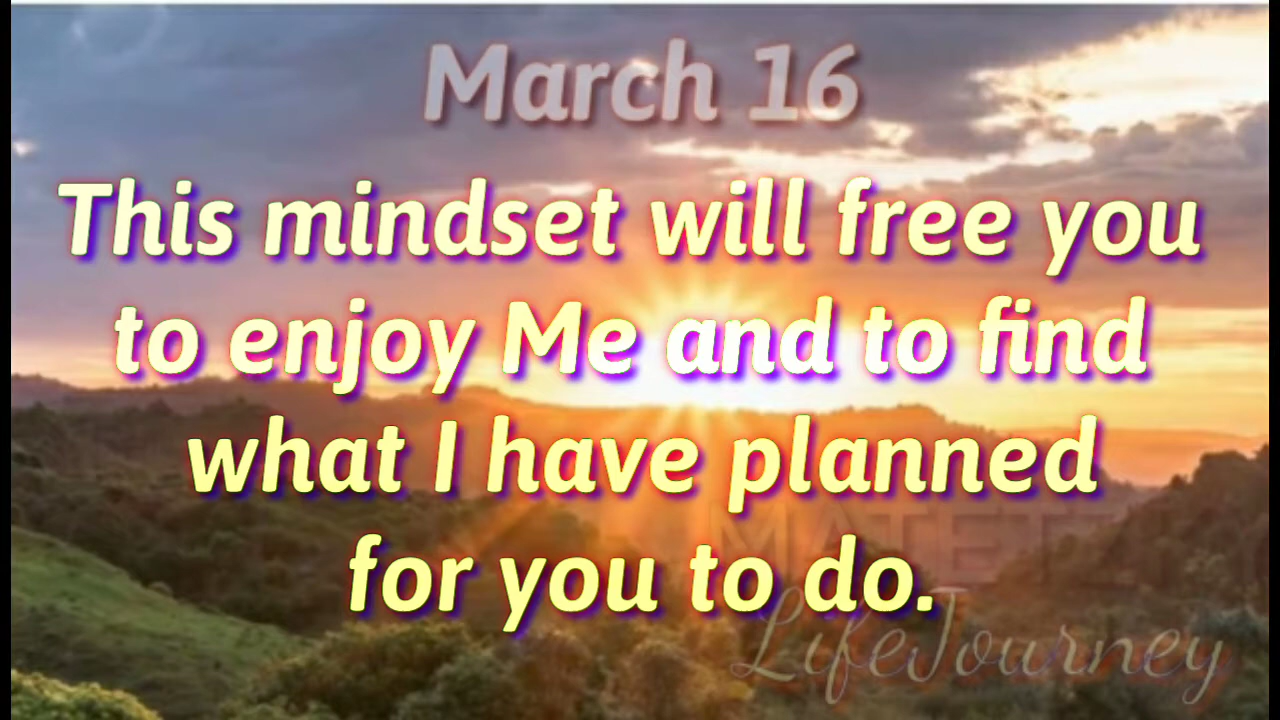 March 16
This mindset will free you
to enjoy Me and to find
what I have planned
for you to do.
LifeJourney